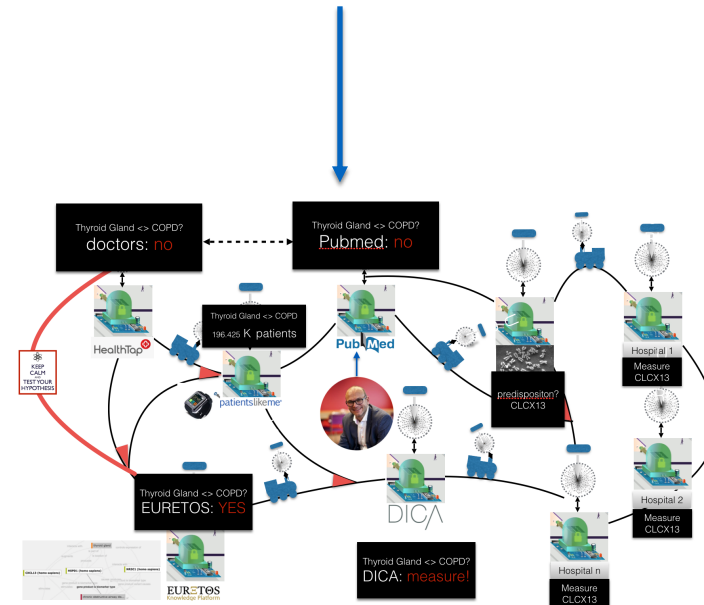 Thyroid Gland <> COPD?
doctors: no
Thyroid Gland <> COPD?
Pubmed: no
Thyroid Gland <> COPD
196.425 K patients
HealthTap
PubMed
patientslikeme
KEEP
CALM
AND
TEST YOUR
HYPOTHESIS
predispositon?
CLCX13
Hospital 1
Measure
CLCX13
Hospital 2
Measure
CLCX13
Hospital n
Measure
CLCX13
Thyroid Gland <> COPD?
EURETOS: YES
DICA
Thyroid Gland <> COPD?
DICA: measure!
EURETOS
Knowledge Platform